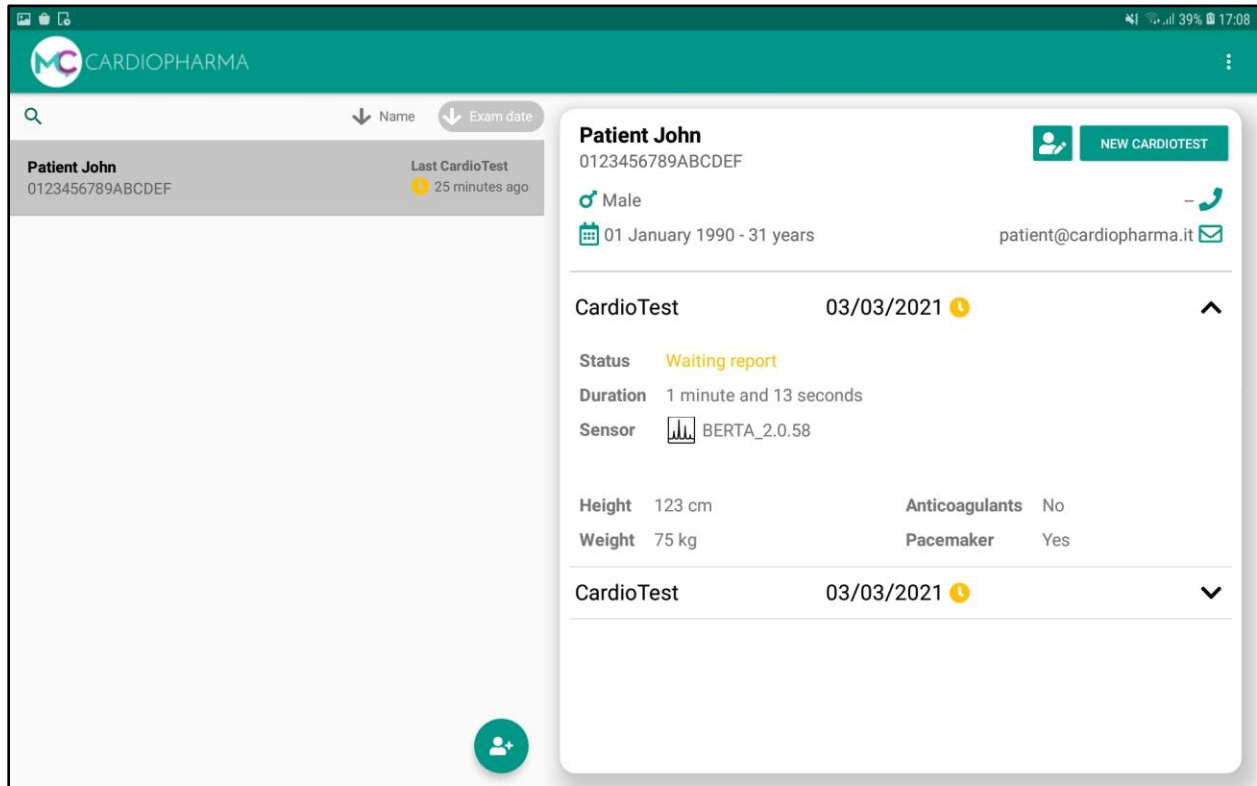 39% 17:08
MC CARDIOPHARMA
Name Exam date
Patient John Last CardioTest
0123456789ABCDEF 25 minutes ago
Patient John NEW CARDIOTEST
0123456789ABCDEF
Male –
01 January 1990 - 31 years patient@cardiopharma.it
CardioTest 03/03/2021
Status Waiting report
Duration 1 minute and 13 seconds
Sensor BERTA_2.0.58
Height 123 cm Anticoagulants No
Weight 75 kg Pacemaker Yes
CardioTest 03/03/2021